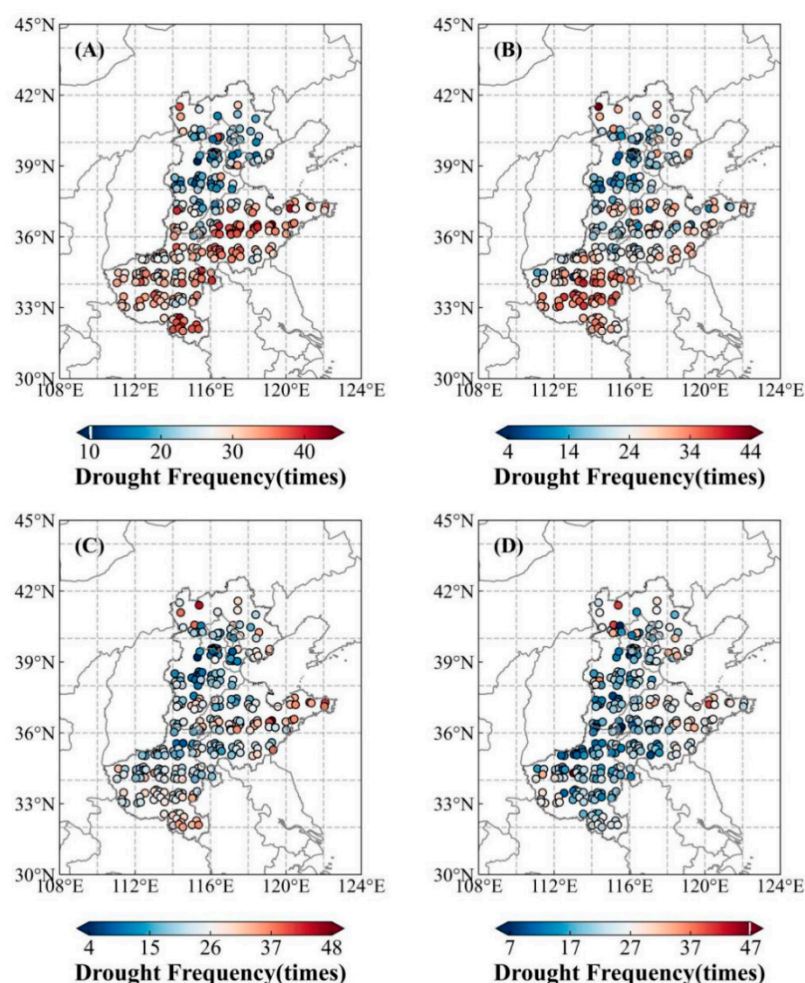 45°N 45°N
(A) (B)
42°N 42°N
39°N 39°N
36°N 36°N
33°N 33°N
30°N 30°N
108°E 112°E 116°E 120°E 124°E 108°E 112°E 116°E 120°E 124°E
10 20 30 40 4 14 24 34 44
Drought Frequency(times) Drought Frequency(times)
45°N 45°N
(C) (D)
42°N 42°N
39°N 39°N
36°N 36°N
33°N 33°N
30°N 30°N
108°E 112°E 116°E 120°E 124°E 108°E 112°E 116°E 120°E 124°E
4 15 26 37 48 7 17 27 37 47
Drought Frequency(times) Drought Frequency(times)